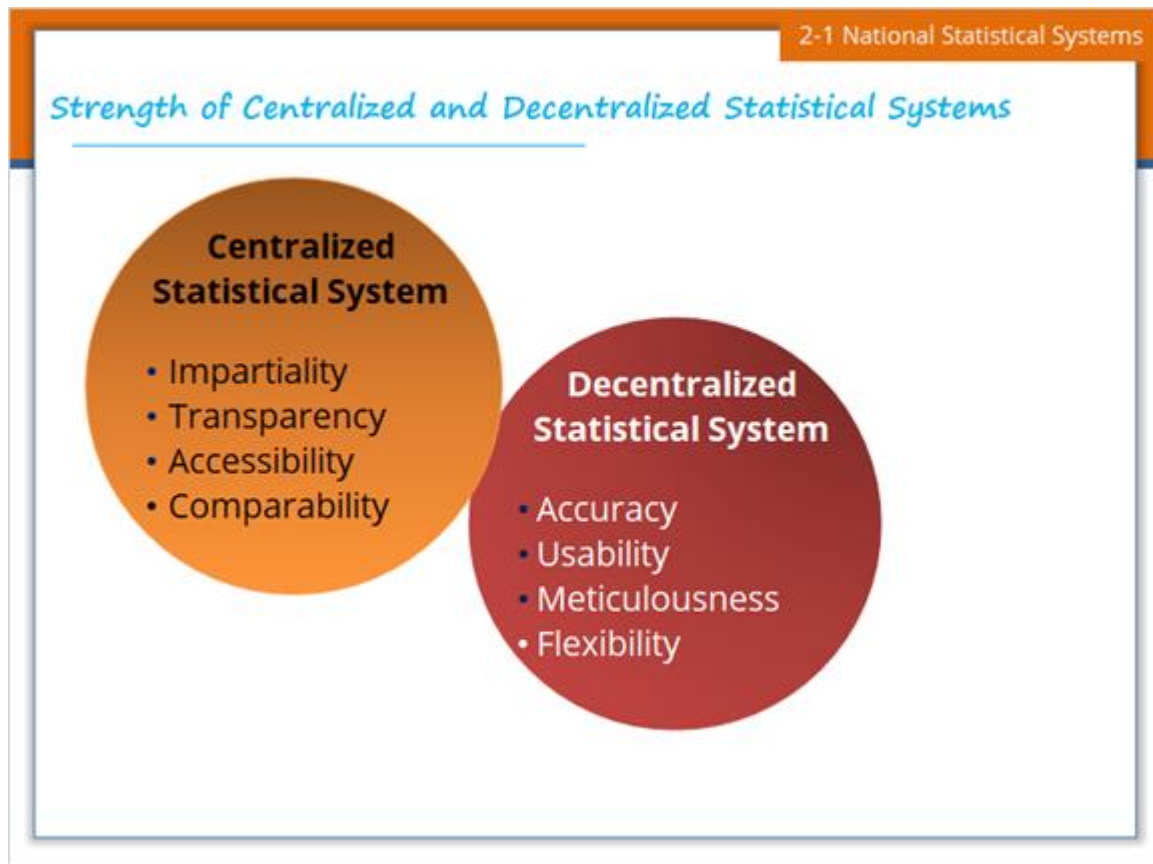 2-1 National Statistical Systems
Strength of Centralized and Decentralized Statistical Systems
Centralized
Statistical System
• Impartiality
• Transparency
• Accessibility
• Comparability
Decentralized
Statistical System
• Accuracy
• Usability
• Meticulousness
• Flexibility